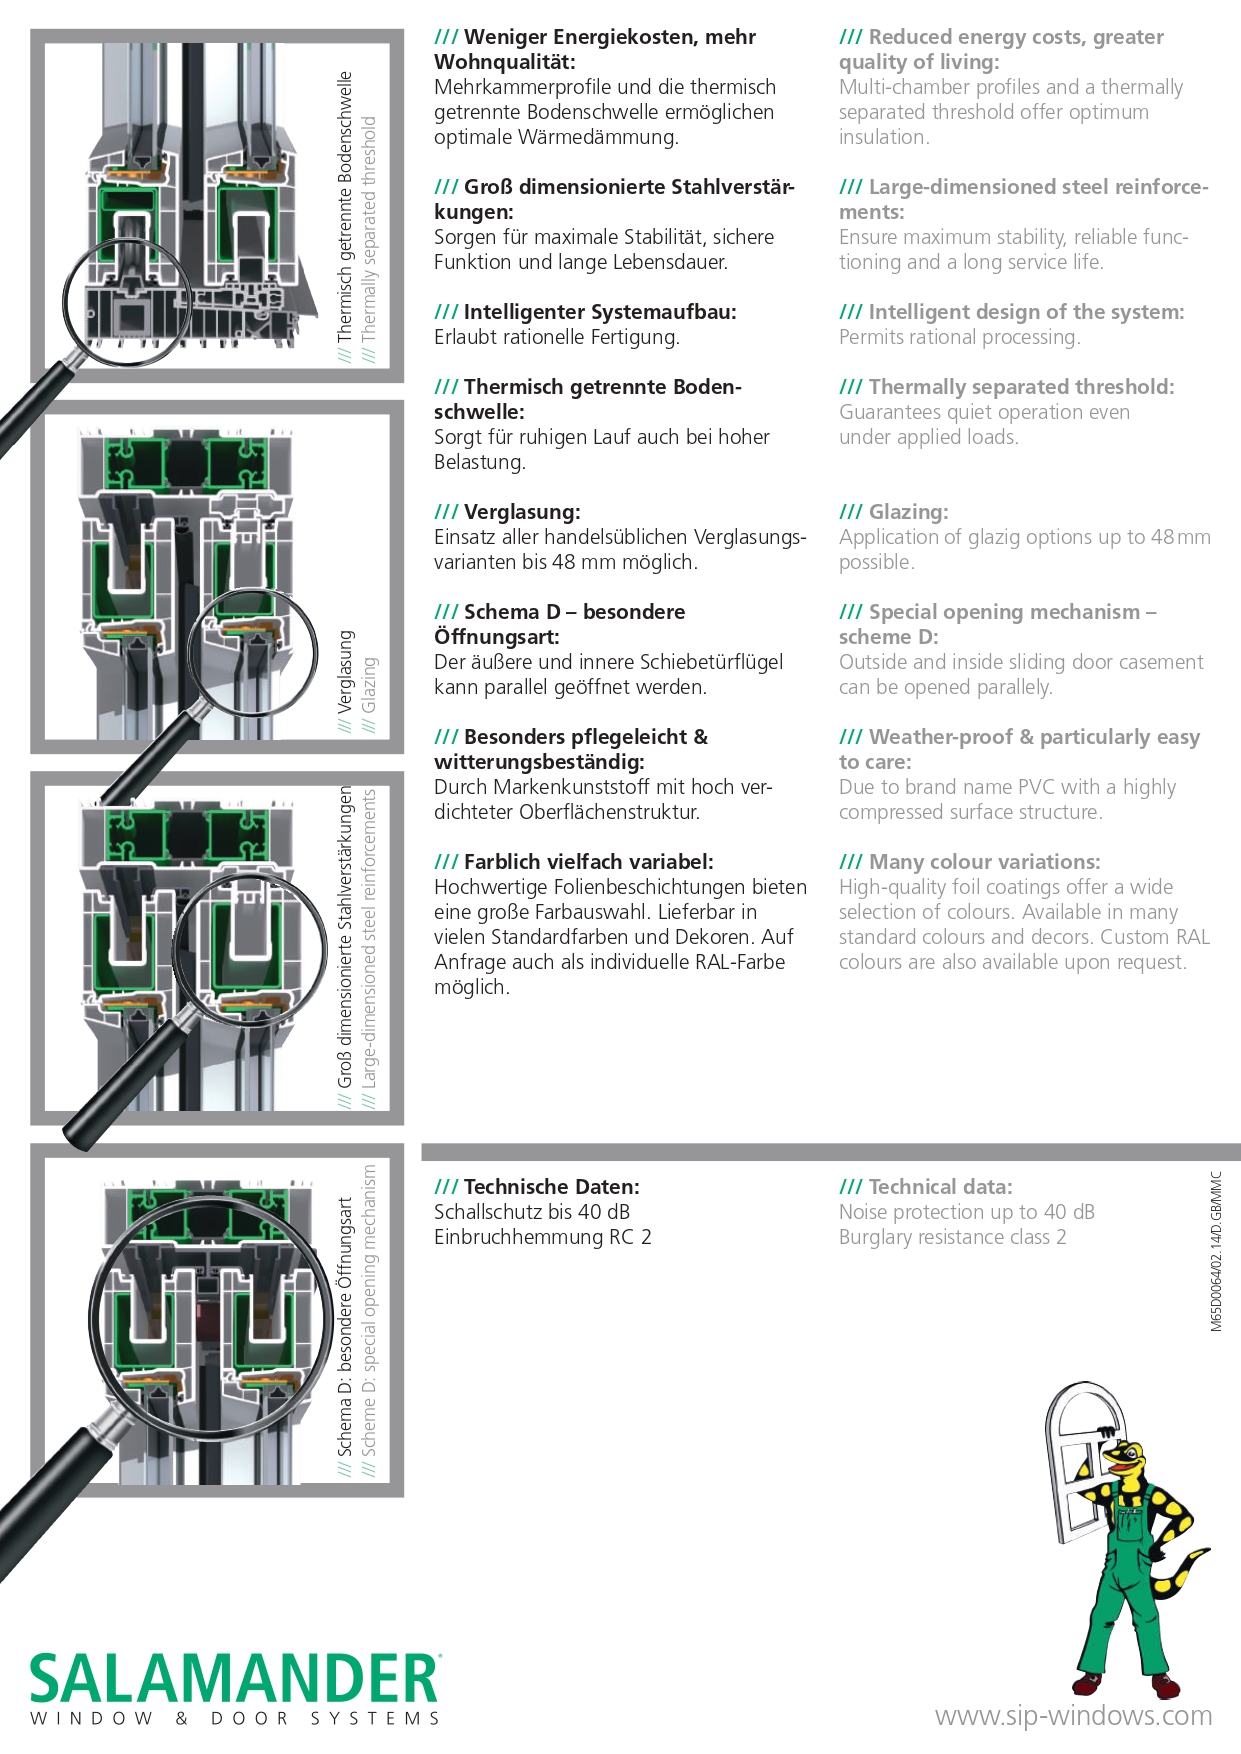 /// Thermisch getrennte Bodenschwelle
/// Thermally separated threshold
/// Verglasung
/// Glazing
/// Groß dimensionierte Stahlverstärkungen
/// Large-dimensioned steel reinforcements
/// Schema D: besondere Öffnungsart
/// Scheme D: special opening mechanism
/// Weniger Energiekosten, mehr
Wohnqualität:
Mehrkammerprofile und die thermisch
getrennte Bodenschwelle ermöglichen
optimale Wärmedämmung.
/// Groß dimensionierte Stahlverstär-
kungen:
Sorgen für maximale Stabilität, sichere
Funktion und lange Lebensdauer.
/// Intelligenter Systemaufbau:
Erlaubt rationelle Fertigung.
/// Thermisch getrennte Boden-
schwelle:
Sorgt für ruhigen Lauf auch bei hoher
Belastung.
/// Verglasung:
Einsatz aller handelsüblichen Verglasungs-
varianten bis 48 mm möglich.
/// Schema D – besondere
Öffnungsart:
Der äußere und innere Schiebetürflügel
kann parallel geöffnet werden.
/// Besonders pflegeleicht &
witterungsbeständig:
Durch Markenkunststoff mit hoch ver-
dichteter Oberflächenstruktur.
/// Farblich vielfach variabel:
Hochwertige Folienbeschichtungen bieten
eine große Farbauswahl. Lieferbar in
vielen Standardfarben und Dekoren. Auf
Anfrage auch als individuelle RAL-Farbe
möglich.
/// Reduced energy costs, greater
quality of living:
Multi-chamber profiles and a thermally
separated threshold offer optimum
insulation.
/// Large-dimensioned steel reinforce-
ments:
Ensure maximum stability, reliable func-
tioning and a long service life.
/// Intelligent design of the system:
Permits rational processing.
/// Thermally separated threshold:
Guarantees quiet operation even
under applied loads.
/// Glazing:
Application of glazig options up to 48 mm
possible.
/// Special opening mechanism –
scheme D:
Outside and inside sliding door casement
can be opened parallely.
/// Weather-proof & particularly easy
to care:
Due to brand name PVC with a highly
compressed surface structure.
/// Many colour variations:
High-quality foil coatings offer a wide
selection of colours. Available in many
standard colours and decors. Custom RAL
colours are also available upon request.
/// Technische Daten:
Schallschutz bis 40 dB
Einbruchhemmung RC 2
/// Technical data:
Noise protection up to 40 dB
Burglary resistance class 2
M65D0064/02.14/D.GB/MMC
SALAMANDER®
WINDOW & DOOR SYSTEMS
www.sip-windows.com